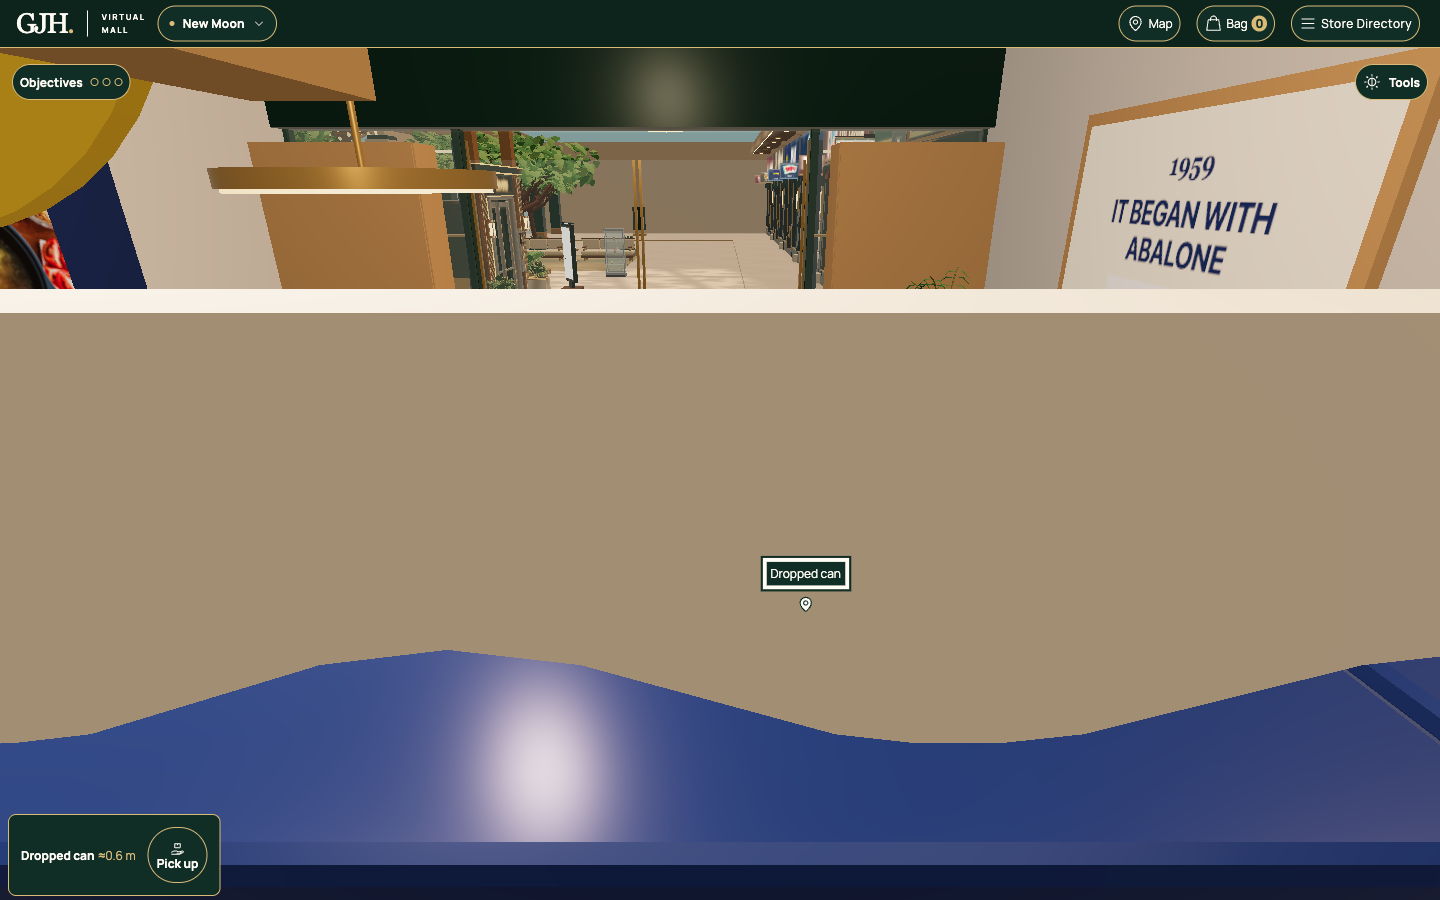 GJH.
VIRTUAL
MALL
New Moon
Map
Bag 0
Store Directory
Objectives
Tools
1959
IT BEGAN WITH
ABALONE
Dropped can
Dropped can ≈0.6 m
Pick up